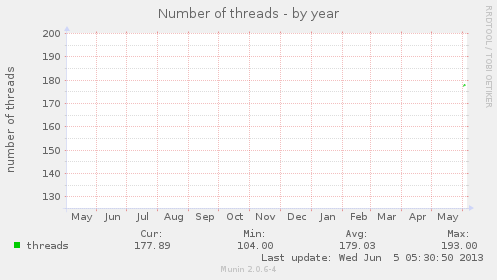 Number of threads - by year
RRDTOOL / TOBI OETIKER
number of threads
200
190
180
170
160
150
140
130
May Jun Jul Aug Sep Oct Nov Dec Jan Feb Mar Apr May
Cur: Min: Avg: Max:
threads 177.89 104.00 179.03 193.00
Last update: Wed Jun 5 05:30:50 2013
Munin 2.0.6-4